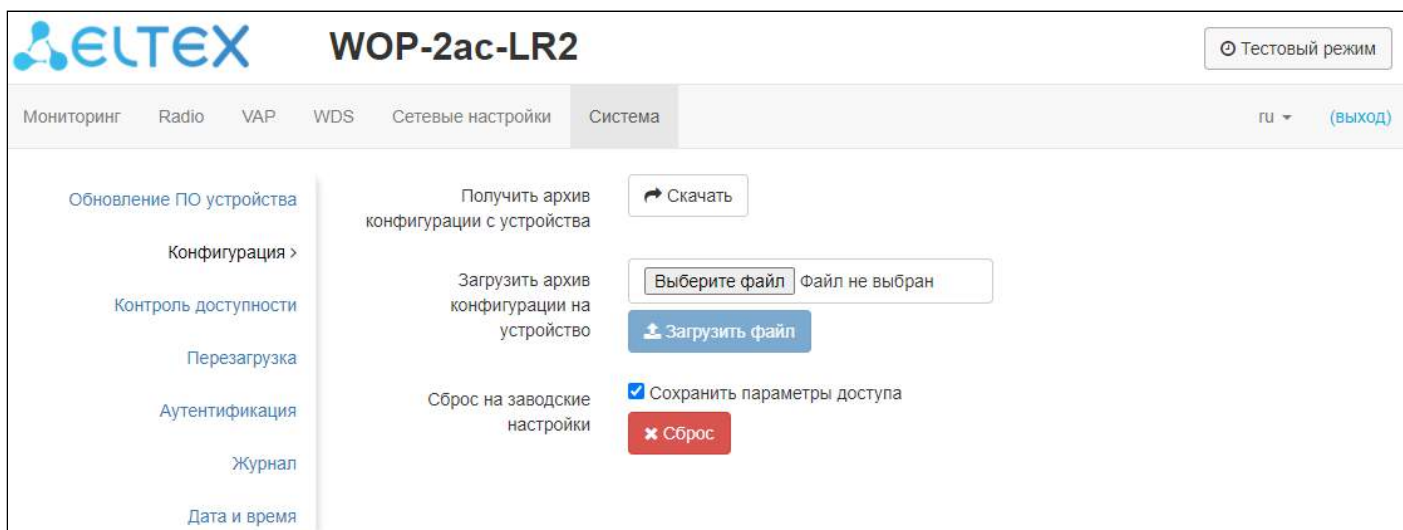 ELTEX WOP-2ac-LR2 Тестовый режим
Мониторинг Radio VAP WDS Сетевые настройки Система ru (выход)
Обновление ПО устройства
Конфигурация >
Контроль доступности
Перезагрузка
Аутентификация
Журнал
Дата и время
Получить архив
конфигурации с устройства
Скачать
Загрузить архив
конфигурации на
устройство
Выберите файл Файл не выбран
Загрузить файл
Сброс на заводские
настройки
Сохранить параметры доступа
Сброс